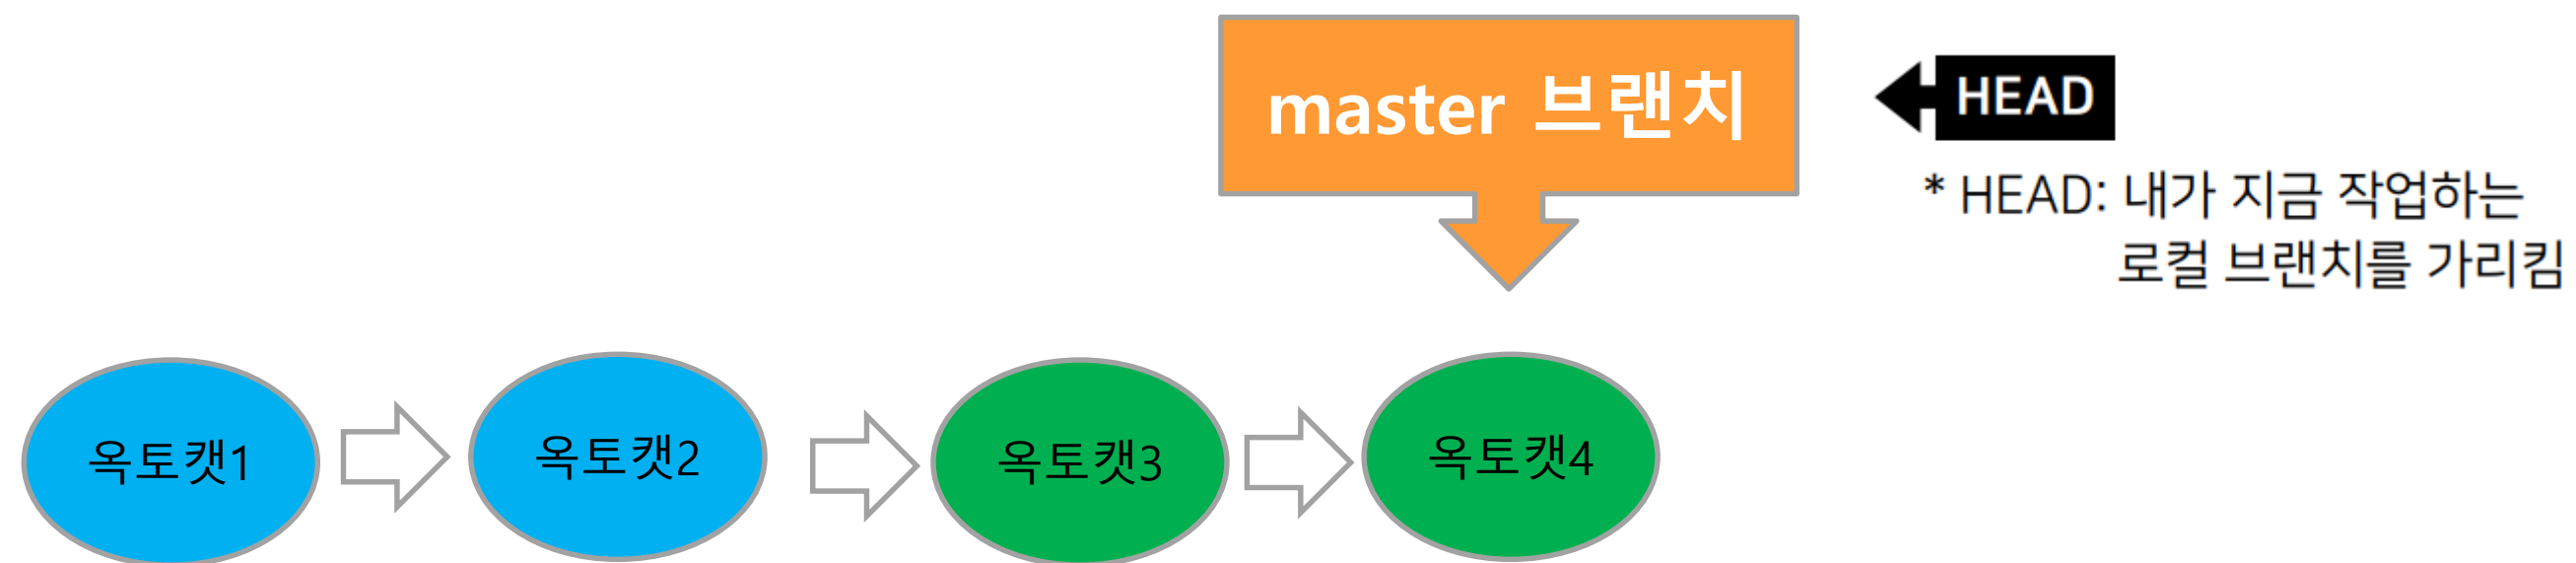 master 브랜치
HEAD
* HEAD: 내가 지금 작업하는
로컬 브랜치를 가리킴
옥토캣1
옥토캣2
옥토캣3
옥토캣4